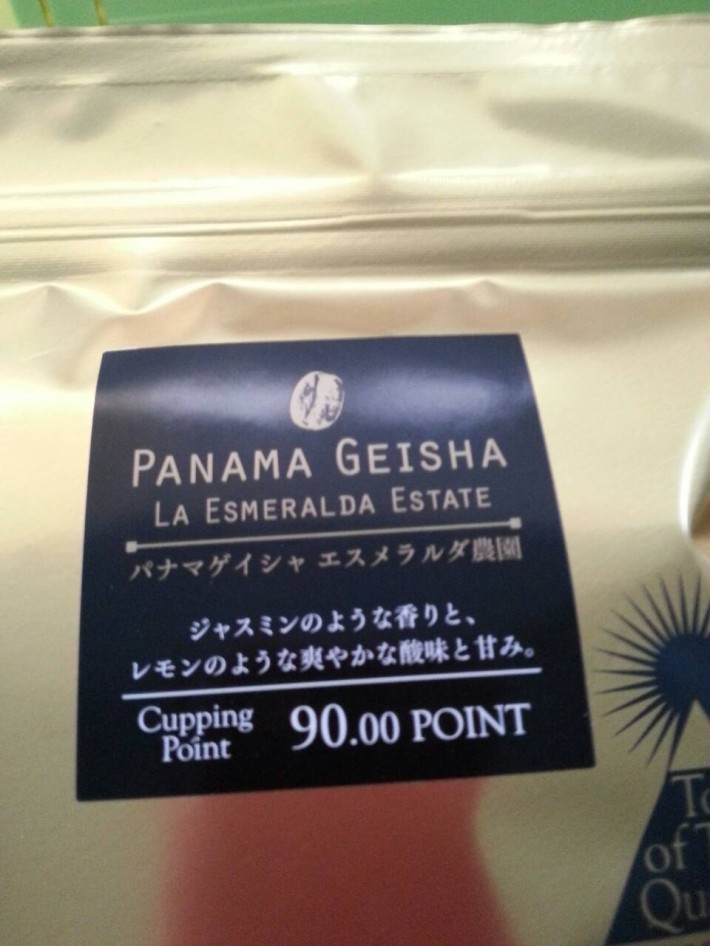 PANAMA GEISHA
LA ESMERALDA ESTATE
パナマゲイシャ エスメラルダ農園
ジャスミンのような香りと、
レモンのような爽やかな酸味と甘み。
Cupping
Point
90.00 POINT
of